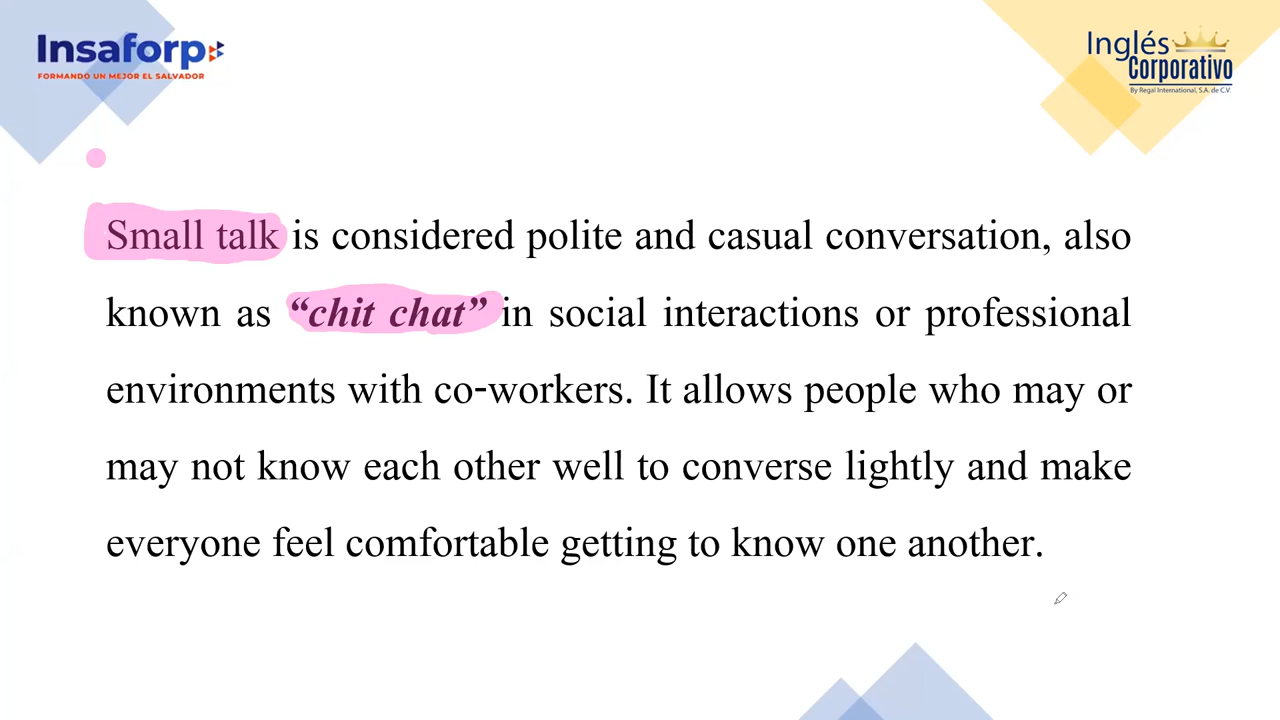 Insaforp
FORMANDO UN MEJOR EL SALVADOR
Inglés
Corporativo
By Regal International, S.A. de C.V.
Small talk is considered polite and casual conversation, also
known as “chit chat” in social interactions or professional
environments with co-workers. It allows people who may or
may not know each other well to converse lightly and make
everyone feel comfortable getting to know one another.